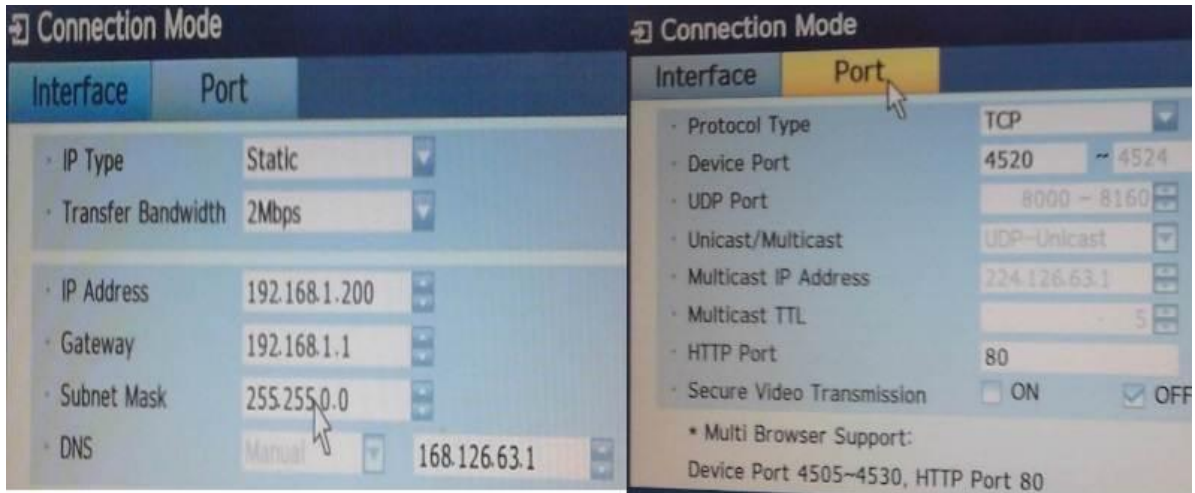 Connection Mode
Interface Port
IP Type Static
Transfer Bandwidth 2Mbps
IP Address 192.168.1.200
Gateway 192.168.1.1
Subnet Mask 255.255.0.0
DNS Manual 168.126.63.1
Connection Mode
Interface Port
Protocol Type TCP
Device Port 4520 ~ 4524
UDP Port 8000 ~ 8160
Unicast/Multicast UDP-Unicast
Multicast IP Address 224.126.63.1
Multicast TTL 5
HTTP Port 80
Secure Video Transmission ON OFF
* Multi Browser Support:
Device Port 4505~4530, HTTP Port 80